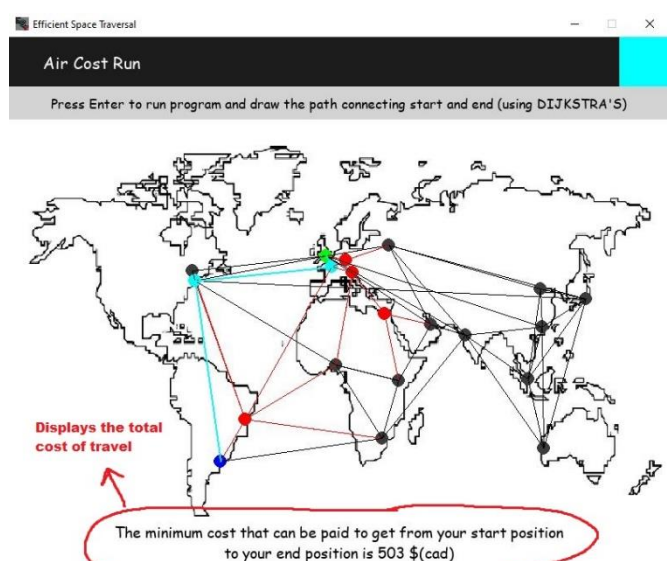 Efficient Space Traversal
Air Cost Run
Press Enter to run program and draw the path connecting start and end (using DIJKSTRA'S)
Displays the total
cost of travel
The minimum cost that can be paid to get from your start position
to your end position is 503 $(cad)